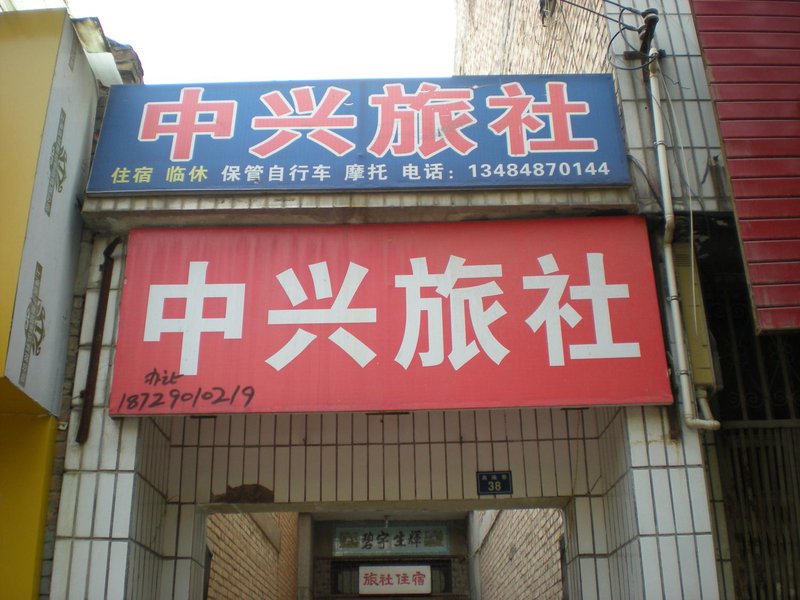 中兴旅社
住宿 临休 保管自行车 摩托 电话：13484870144
中兴旅社
办证
18729010219
38
碧宇生輝
旅社住宿